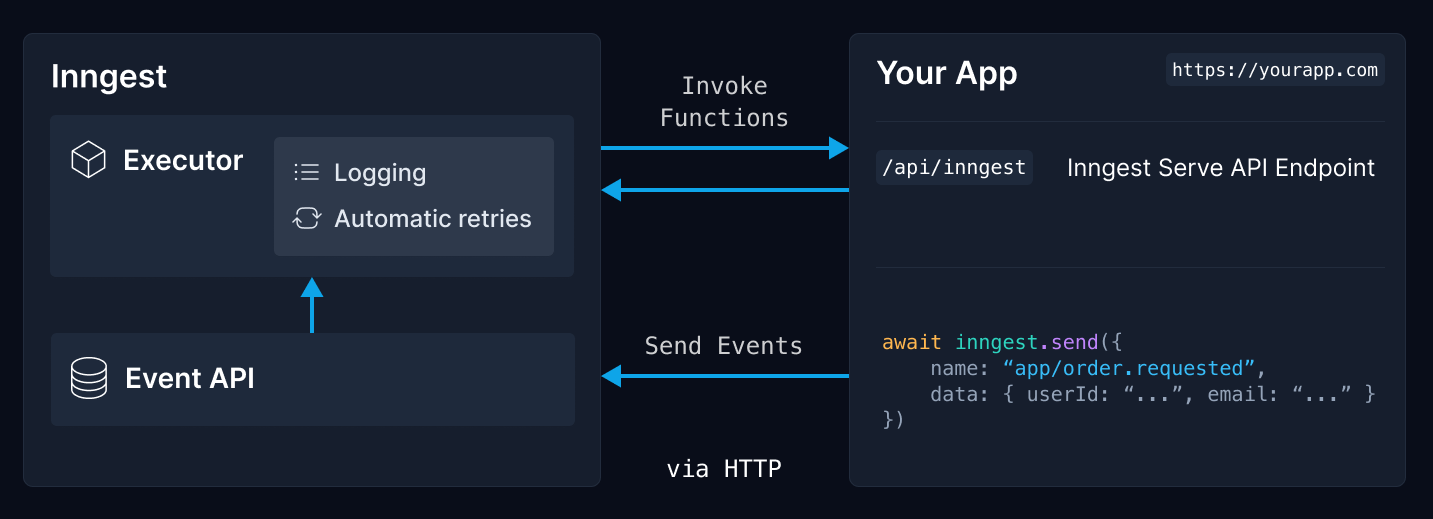 Inngest
Executor
Logging
Automatic retries
Event API
Invoke
Functions
Send Events
via HTTP
Your App
https://yourapp.com
/api/inngest
Inngest Serve API Endpoint
await inngest.send({
    name: “app/order.requested”,
    data: { userId: “...”, email: “...” }
})